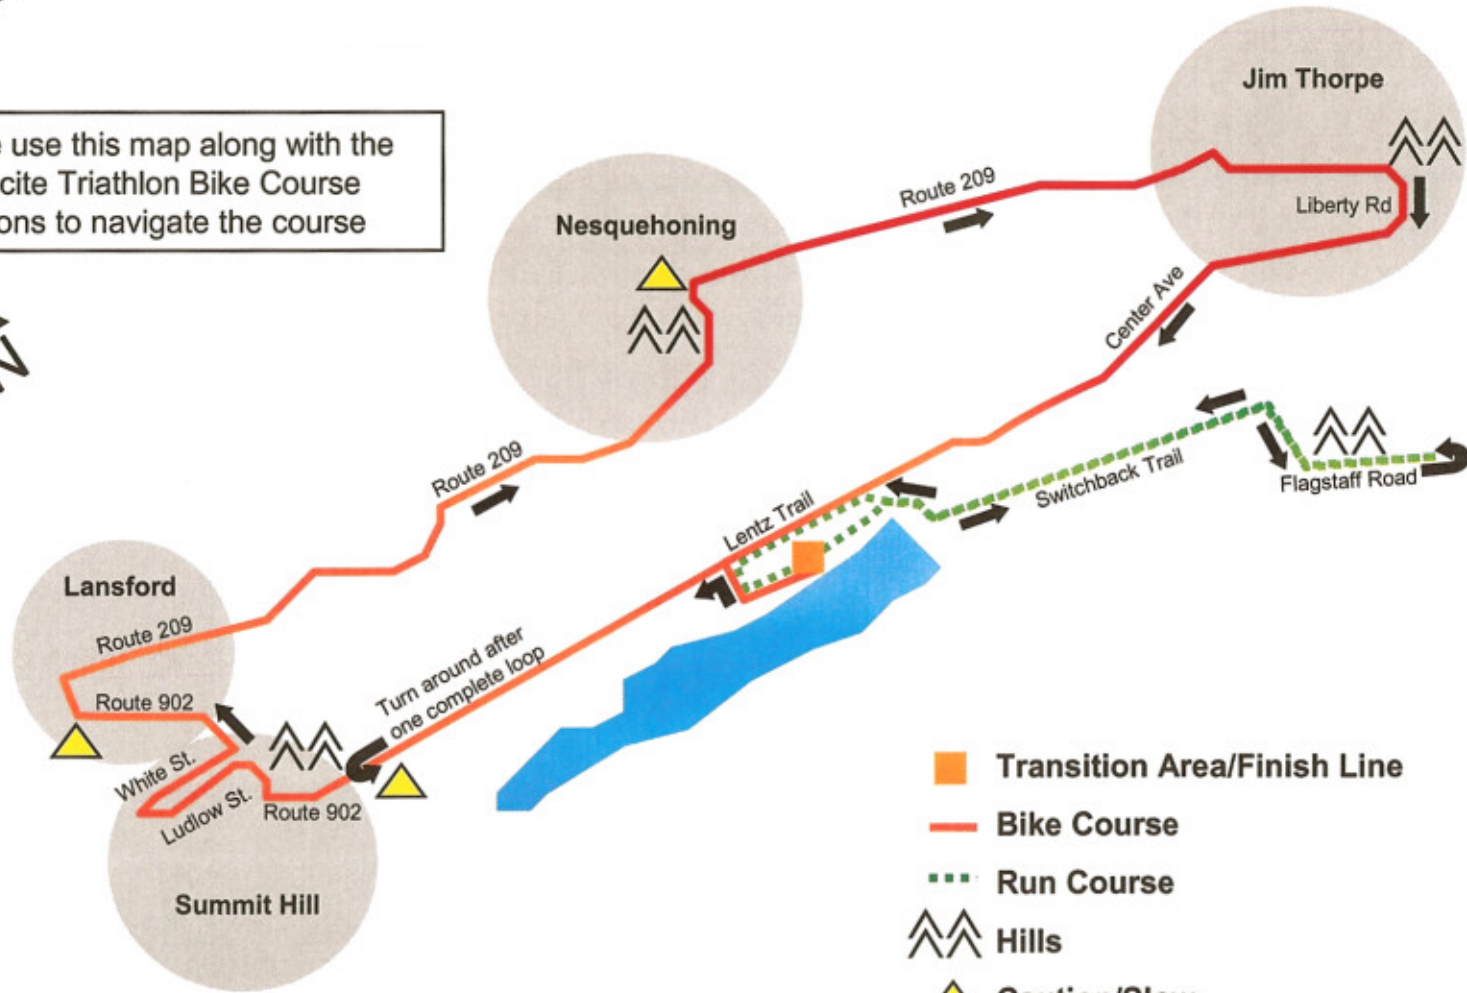 Jim Thorpe
use this map along with the
cite Triathlon Bike Course
ons to navigate the course
Route 209
Liberty Rd
Nesquehoning
N
Center Ave
Route 209
Switchback Trail
Flagstaff Road
Lentz Trail
Lansford
Route 209
Turn around after
one complete loop
Route 902
White St.
Ludlow St.
Route 902
Summit Hill
Transition Area/Finish Line
Bike Course
Run Course
Hills
Caution/Slow